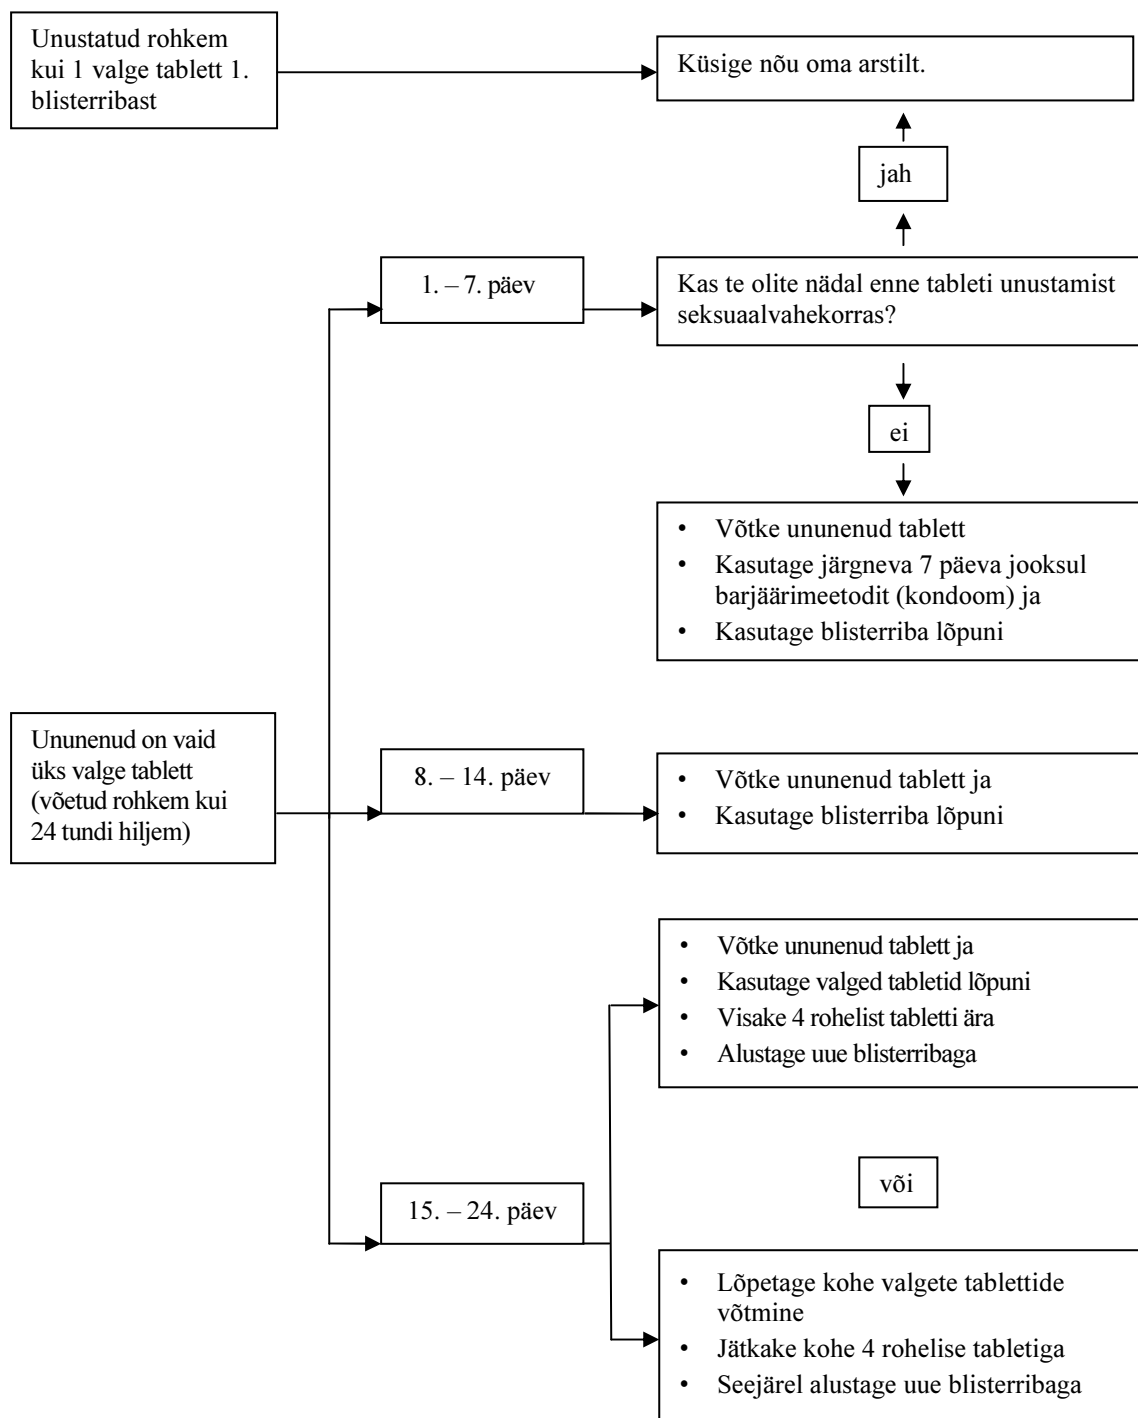 Unustatud rohkem
kui 1 valge tablett 1.
blisterribast
Küsige nõu oma arstilt.
jah
1. – 7. päev
Kas te olite nädal enne tableti unustamist
seksuaalvahekorras?
ei
• Võtke ununenud tablett
• Kasutage järgneva 7 päeva jooksul
barjäärimeetodit (kondoom) ja
• Kasutage blisterriba lõpuni
Ununenud on vaid
üks valge tablett
(võetud rohkem kui
24 tundi hiljem)
8. – 14. päev
• Võtke ununenud tablett ja
• Kasutage blisterriba lõpuni
• Võtke ununenud tablett ja
• Kasutage valged tabletid lõpuni
• Visake 4 rohelist tabletti ära
• Alustage uue blisterribaga
või
15. – 24. päev
• Lõpetage kohe valgete tablettide
võtmine
• Jätkake kohe 4 rohelise tabletiga
• Seejärel alustage uue blisterribaga